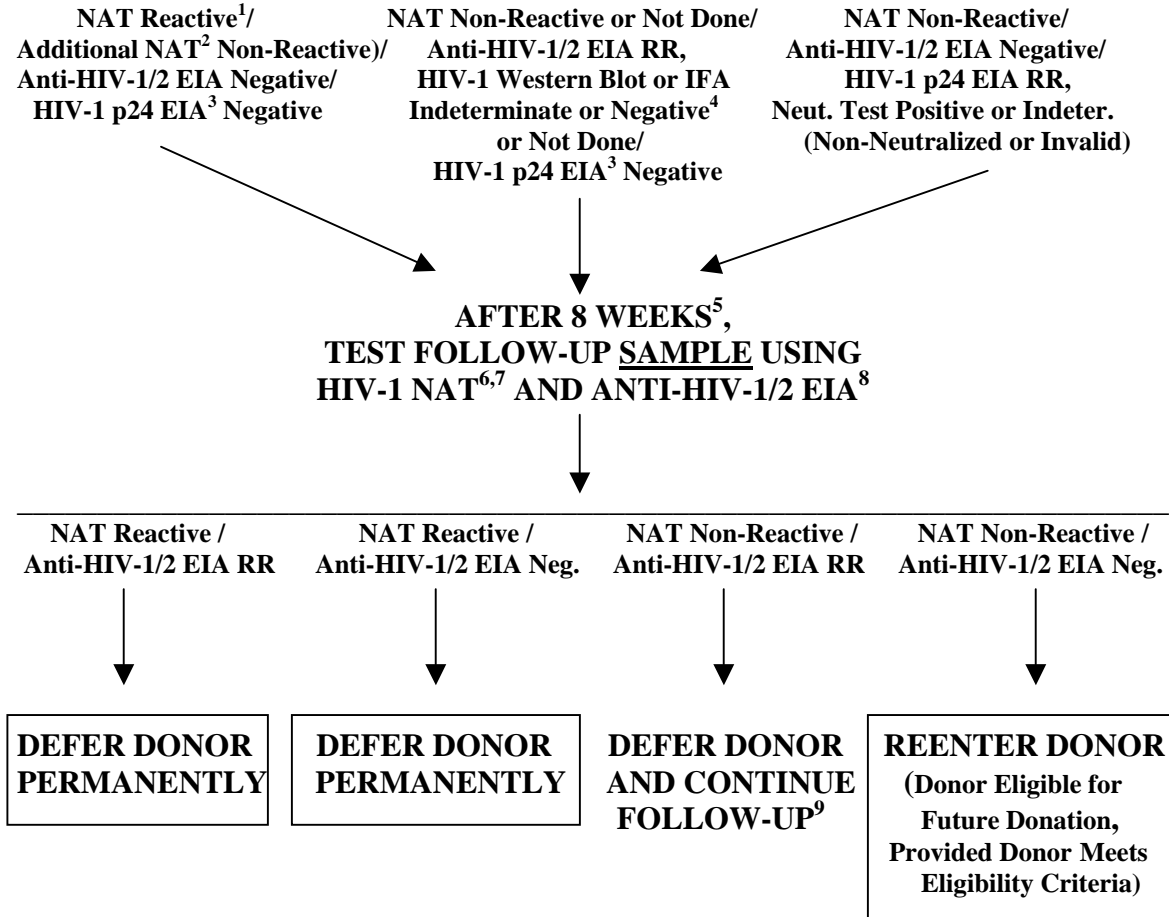 NAT Reactive¹/
Additional NAT² Non-Reactive)/
Anti-HIV-1/2 EIA Negative/
HIV-1 p24 EIA³ Negative
NAT Non-Reactive or Not Done/
Anti-HIV-1/2 EIA RR,
HIV-1 Western Blot or IFA
Indeterminate or Negative⁴
or Not Done/
HIV-1 p24 EIA³ Negative
NAT Non-Reactive/
Anti-HIV-1/2 EIA Negative/
HIV-1 p24 EIA RR,
Neut. Test Positive or Indeter.
(Non-Neutralized or Invalid)
AFTER 8 WEEKS⁵,
TEST FOLLOW-UP SAMPLE USING
HIV-1 NAT⁶,⁷ AND ANTI-HIV-1/2 EIA⁸
NAT Reactive /
Anti-HIV-1/2 EIA RR
NAT Reactive /
Anti-HIV-1/2 EIA Neg.
NAT Non-Reactive /
Anti-HIV-1/2 EIA RR
NAT Non-Reactive /
Anti-HIV-1/2 EIA Neg.
DEFER DONOR
PERMANENTLY
DEFER DONOR
PERMANENTLY
DEFER DONOR
AND CONTINUE
FOLLOW-UP⁹
REENTER DONOR
(Donor Eligible for
Future Donation,
Provided Donor Meets
Eligibility Criteria)